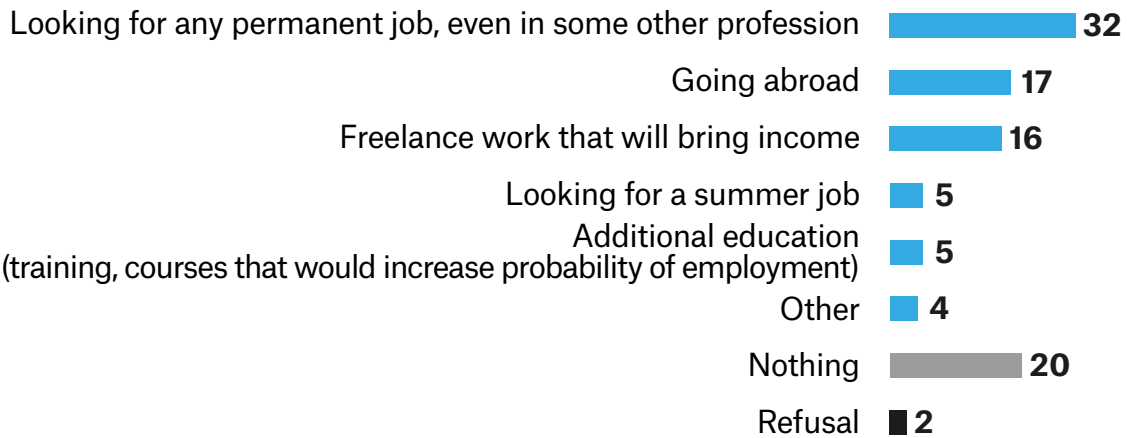 Looking for any permanent job, even in some other profession 32
Going abroad 17
Freelance work that will bring income 16
Looking for a summer job 5
Additional education
(training, courses that would increase probability of employment) 5
Other 4
Nothing 20
Refusal 2